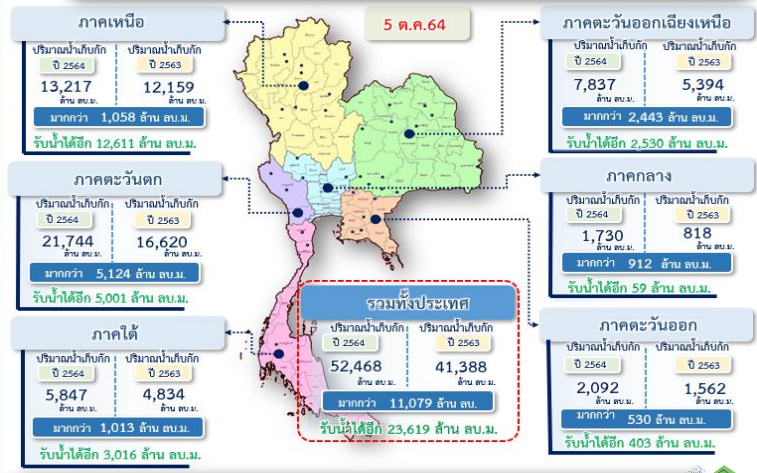 ภาคเหนือ
ปริมาณน้ำเก็บกัก ปริมาณน้ำเก็บกัก
ปี 2564 ปี 2563
13,217 12,159
ล้าน ลบ.ม. ล้าน ลบ.ม.
มากกว่า 1,058 ล้าน ลบ.ม.
รับน้ำได้อีก 12,611 ล้าน ลบ.ม.
5 ต.ค.64
ภาคตะวันออกเฉียงเหนือ
ปริมาณน้ำเก็บกัก ปริมาณน้ำเก็บกัก
ปี 2564 ปี 2563
7,837 5,394
ล้าน ลบ.ม. ล้าน ลบ.ม.
มากกว่า 2,443 ล้าน ลบ.ม.
รับน้ำได้อีก 2,530 ล้าน ลบ.ม.
ภาคตะวันตก
ปริมาณน้ำเก็บกัก ปริมาณน้ำเก็บกัก
ปี 2564 ปี 2563
21,744 16,620
ล้าน ลบ.ม. ล้าน ลบ.ม.
มากกว่า 5,124 ล้าน ลบ.ม.
รับน้ำได้อีก 5,001 ล้าน ลบ.ม.
ภาคกลาง
ปริมาณน้ำเก็บกัก ปริมาณน้ำเก็บกัก
ปี 2564 ปี 2563
1,730 818
ล้าน ลบ.ม. ล้าน ลบ.ม.
มากกว่า 912 ล้าน ลบ.ม.
รับน้ำได้อีก 59 ล้าน ลบ.ม.
ภาคใต้
ปริมาณน้ำเก็บกัก ปริมาณน้ำเก็บกัก
ปี 2564 ปี 2563
5,847 4,834
ล้าน ลบ.ม. ล้าน ลบ.ม.
มากกว่า 1,013 ล้าน ลบ.ม.
รับน้ำได้อีก 3,016 ล้าน ลบ.ม.
รวมทั้งประเทศ
ปริมาณน้ำเก็บกัก ปริมาณน้ำเก็บกัก
ปี 2564 ปี 2563
52,468 41,388
ล้าน ลบ.ม. ล้าน ลบ.ม.
มากกว่า 11,079 ล้าน ลบ.
รับน้ำได้อีก 23,619 ล้าน ลบ.ม.
ภาคตะวันออก
ปริมาณน้ำเก็บกัก ปริมาณน้ำเก็บกัก
ปี 2564 ปี 2563
2,092 1,562
ล้าน ลบ.ม. ล้าน ลบ.ม.
มากกว่า 530 ล้าน ลบ.ม.
รับน้ำได้อีก 403 ล้าน ลบ.ม.